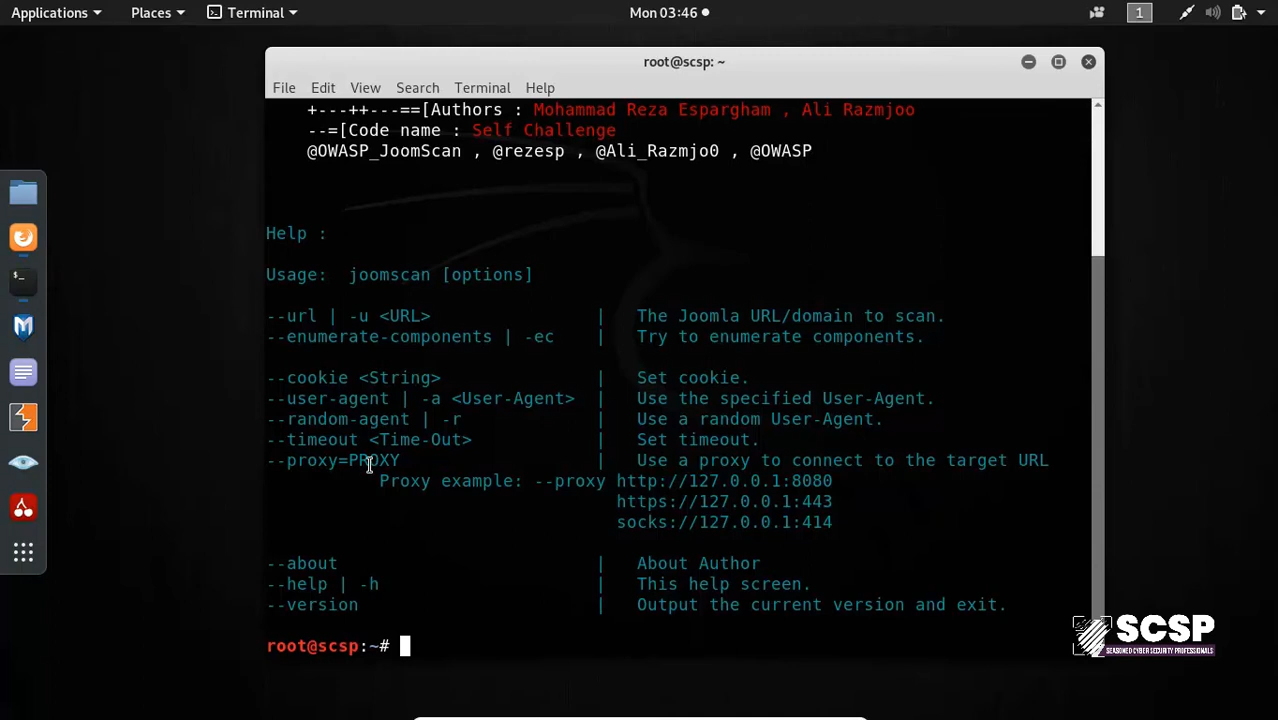 Applications Places Terminal Mon 03:46 1
root@scsp: ~
File Edit View Search Terminal Help
+---++---==[Authors : Mohammad Reza Espargham , Ali Razmjoo
--=[Code name : Self Challenge
@OWASP_JoomScan , @rezesp , @Ali_Razmjo0 , @OWASP
Help :
Usage: joomscan [options]
--url | -u <URL> | The Joomla URL/domain to scan.
--enumerate-components | -ec | Try to enumerate components.
--cookie <String> | Set cookie.
--user-agent | -a <User-Agent> | Use the specified User-Agent.
--random-agent | -r | Use a random User-Agent.
--timeout <Time-Out> | Set timeout.
--proxy=PROXY | Use a proxy to connect to the target URL
Proxy example: --proxy http://127.0.0.1:8080
https://127.0.0.1:443
socks://127.0.0.1:414
--about | About Author
--help | -h | This help screen.
--version | Output the current version and exit.
root@scsp:~#
SCSP
SEASONED CYBER SECURITY PROFESSIONALS